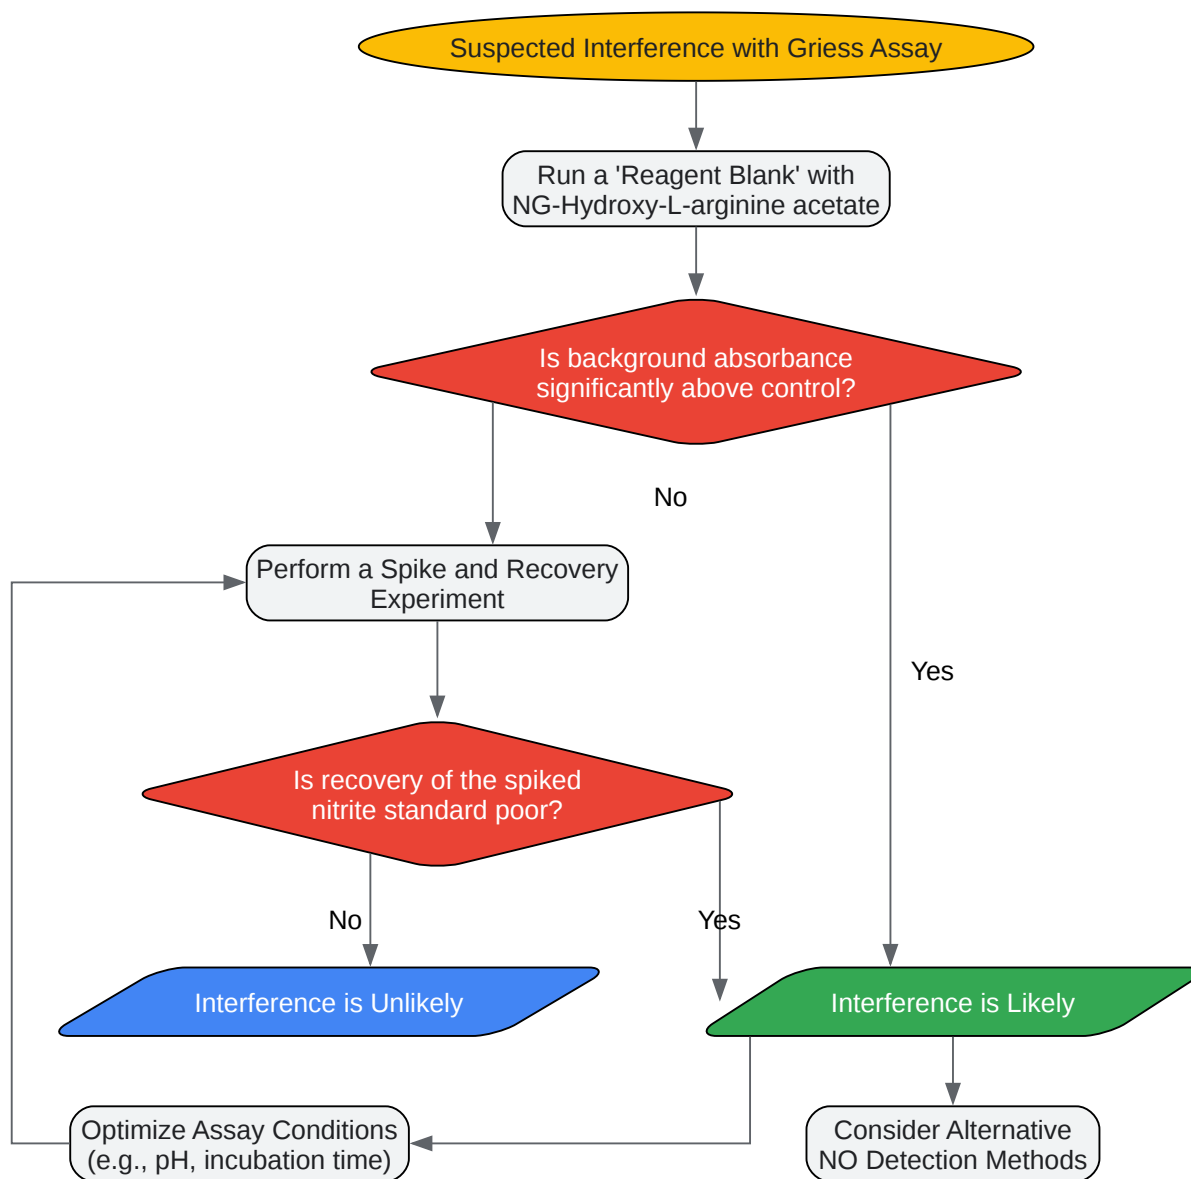 Suspected Interference with Griess Assay
Run a 'Reagent Blank' with
NG-Hydroxy-L-arginine acetate
Is background absorbance
significantly above control?
No
Perform a Spike and Recovery
Experiment
Yes
Is recovery of the spiked
nitrite standard poor?
No
Yes
Interference is Unlikely
Interference is Likely
Optimize Assay Conditions
(e.g., pH, incubation time)
Consider Alternative
NO Detection Methods